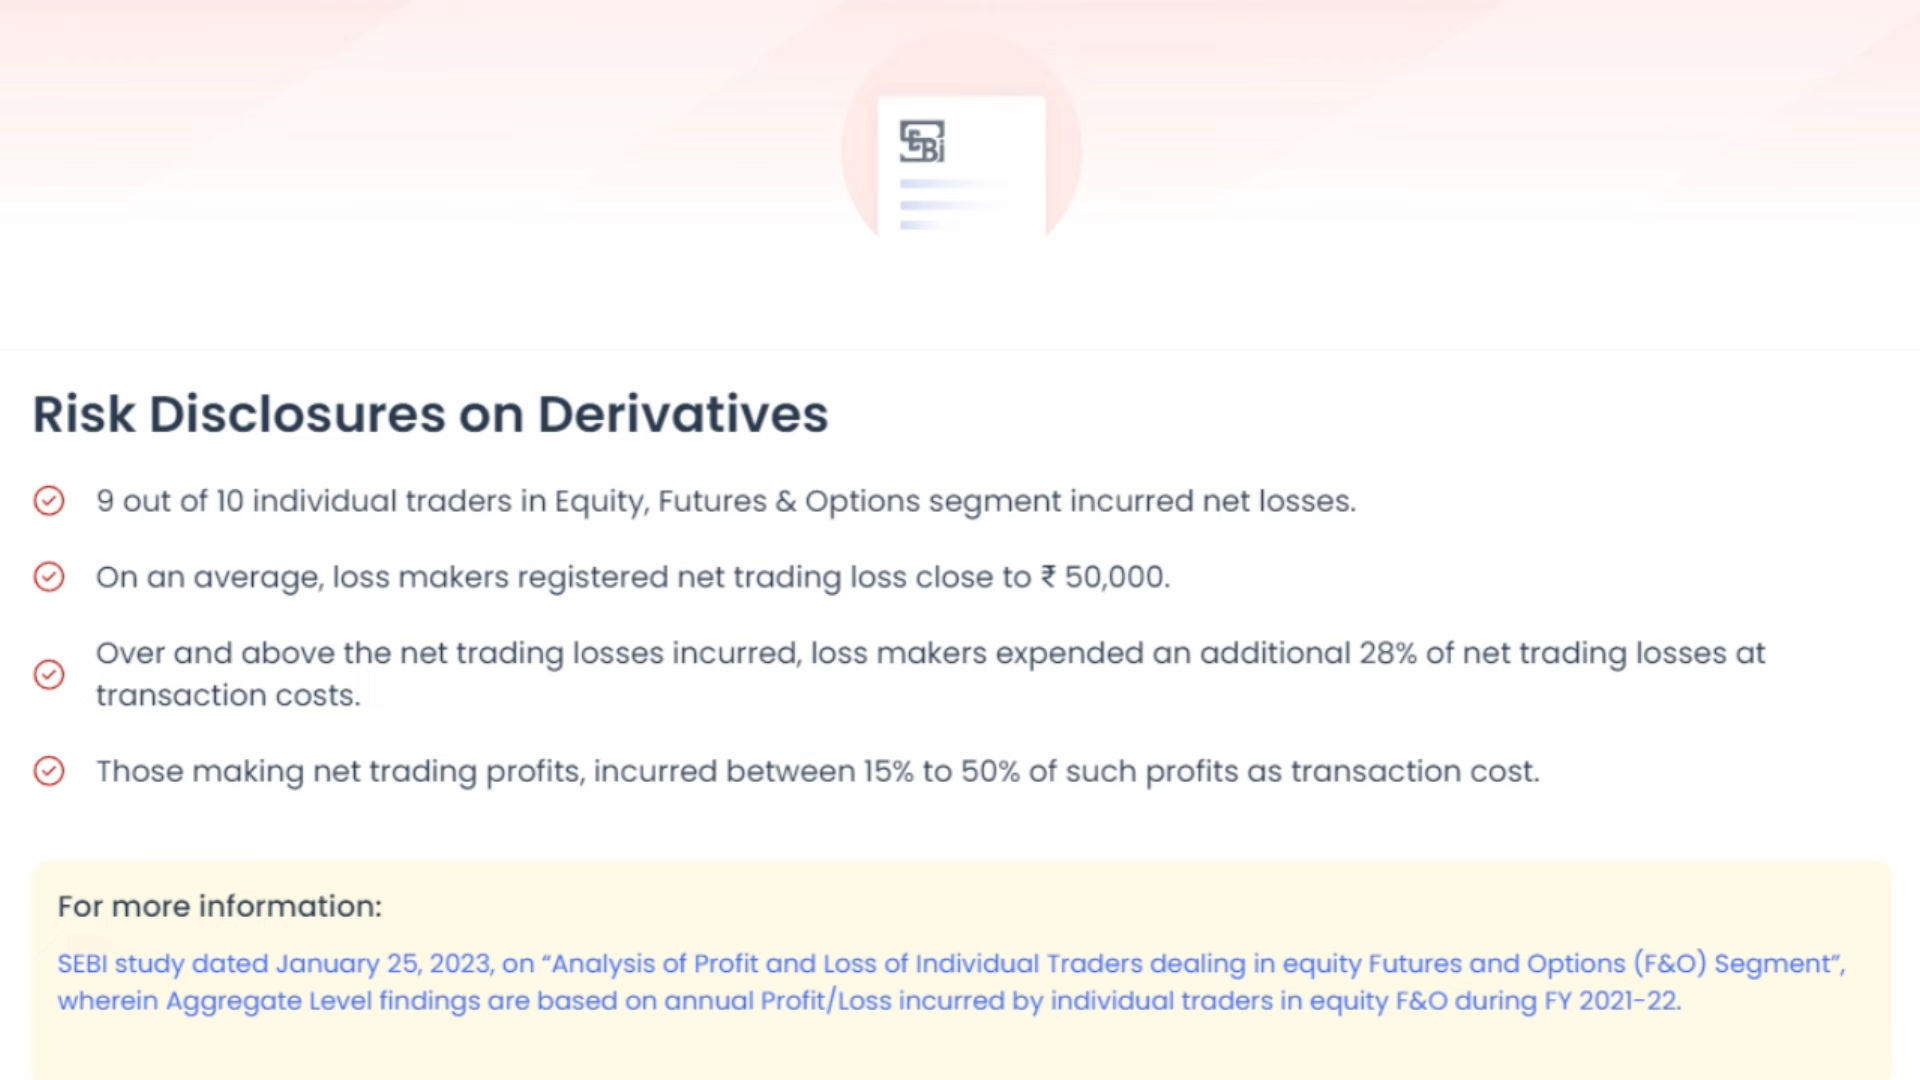 SEBI
Risk Disclosures on Derivatives
9 out of 10 individual traders in Equity, Futures & Options segment incurred net losses.
On an average, loss makers registered net trading loss close to ₹ 50,000.
Over and above the net trading losses incurred, loss makers expended an additional 28% of net trading losses at
transaction costs.
Those making net trading profits, incurred between 15% to 50% of such profits as transaction cost.
For more information:
SEBI study dated January 25, 2023, on “Analysis of Profit and Loss of Individual Traders dealing in equity Futures and Options (F&O) Segment”,
wherein Aggregate Level findings are based on annual Profit/Loss incurred by individual traders in equity F&O during FY 2021-22.